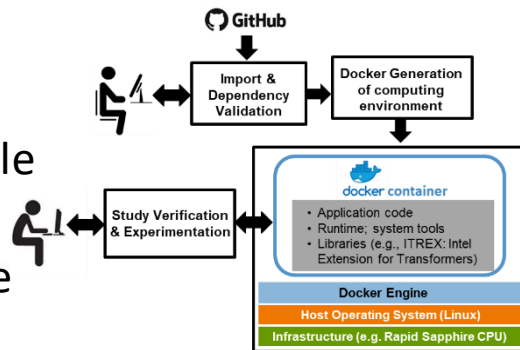 GitHub
Import &
Dependency
Validation
Docker Generation
of computing
environment
Study Verification
& Experimentation
docker container
• Application code
• Runtime; system tools
• Libraries (e.g., ITREX: Intel
Extension for Transformers)
Docker Engine
Host Operating System (Linux)
Infrastructure (e.g. Rapid Sapphire CPU)
le
e